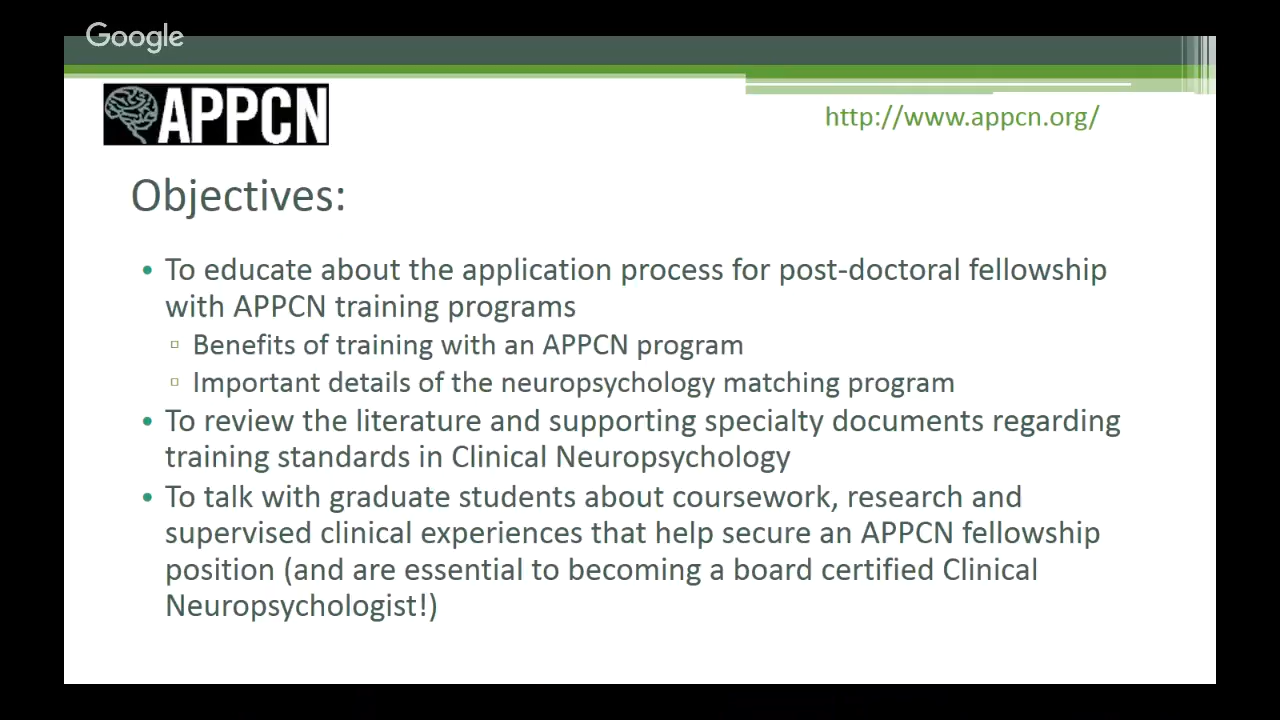 Google
APPCN
http://www.appcn.org/
Objectives:
• To educate about the application process for post-doctoral fellowship
with APPCN training programs
▫ Benefits of training with an APPCN program
▫ Important details of the neuropsychology matching program
• To review the literature and supporting specialty documents regarding
training standards in Clinical Neuropsychology
• To talk with graduate students about coursework, research and
supervised clinical experiences that help secure an APPCN fellowship
position (and are essential to becoming a board certified Clinical
Neuropsychologist!)